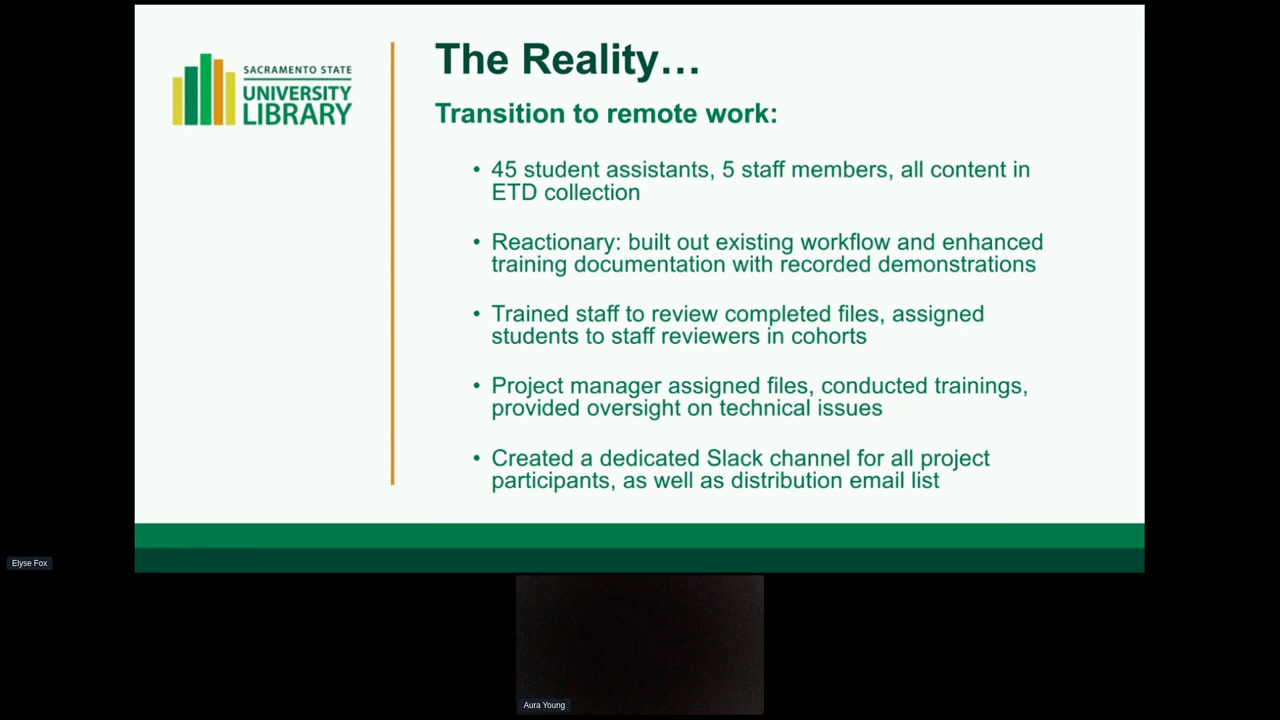 SACRAMENTO STATE
UNIVERSITY
LIBRARY
The Reality…
Transition to remote work:
• 45 student assistants, 5 staff members, all content in
ETD collection
• Reactionary: built out existing workflow and enhanced
training documentation with recorded demonstrations
• Trained staff to review completed files, assigned
students to staff reviewers in cohorts
• Project manager assigned files, conducted trainings,
provided oversight on technical issues
• Created a dedicated Slack channel for all project
participants, as well as distribution email list
Elyse Fox
Aura Young